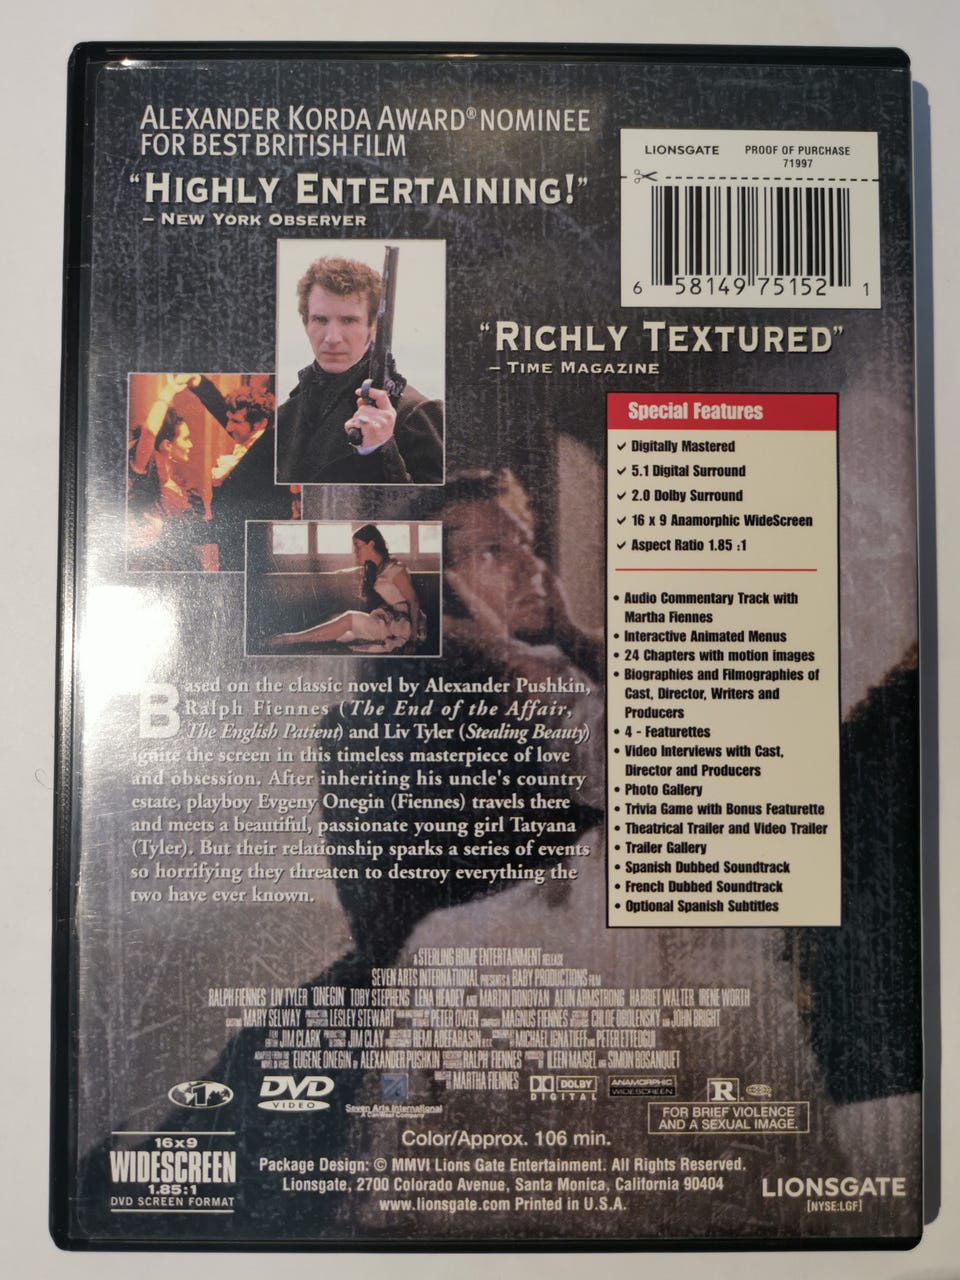 ALEXANDER KORDA AWARD® NOMINEE
FOR BEST BRITISH FILM
"HIGHLY ENTERTAINING!"
– NEW YORK OBSERVER
LIONSGATE PROOF OF PURCHASE
71997
6 58149 75152 1
"RICHLY TEXTURED"
– TIME MAGAZINE
Special Features
✓ Digitally Mastered
✓ 5.1 Digital Surround
✓ 2.0 Dolby Surround
✓ 16 x 9 Anamorphic WideScreen
✓ Aspect Ratio 1.85 :1
• Audio Commentary Track with
Martha Fiennes
• Interactive Animated Menus
• 24 Chapters with motion images
• Biographies and Filmographies of
Cast, Director, Writers and
Producers
• 4 - Featurettes
• Video Interviews with Cast,
Director and Producers
• Photo Gallery
• Trivia Game with Bonus Featurette
• Theatrical Trailer and Video Trailer
• Trailer Gallery
• Spanish Dubbed Soundtrack
• French Dubbed Soundtrack
• Optional Spanish Subtitles
Based on the classic novel by Alexander Pushkin,
Ralph Fiennes (The End of the Affair,
The English Patient) and Liv Tyler (Stealing Beauty)
ignite the screen in this timeless masterpiece of love
and obsession. After inheriting his uncle's country
estate, playboy Evgeny Onegin (Fiennes) travels there
and meets a beautiful, passionate young girl Tatyana
(Tyler). But their relationship sparks a series of events
so horrifying they threaten to destroy everything the
two have ever known.
A STERLING HOME ENTERTAINMENT RELEASE
SEVEN ARTS INTERNATIONAL PRESENTS A BABY PRODUCTIONS FILM
RALPH FIENNES LIV TYLER 'ONEGIN' TOBY STEPHENS LENA HEADEY AND MARTIN DONOVAN ALUN ARMSTRONG HARRIET WALTER IRENE WORTH
CASTING MARY SELWAY LESLEY STEWART PETER OWEN MAGNUS FIENNES CHLOE OBOLENSKY AND JOHN BRIGHT
JIM CLARK JIM CLAY REMI ADEFARASIN MICHAEL IGNATIEFF AND PETER ETTEDGUI
'EUGENE ONEGIN' BY ALEXANDER PUSHKIN RALPH FIENNES ILEEN MAISEL AND SIMON BOSANQUET
MARTHA FIENNES
DVD
VIDEO
Seven Arts International
A CanWest Company
DOLBY
DIGITAL
ANAMORPHIC
WIDESCREEN
R
FOR BRIEF VIOLENCE
AND A SEXUAL IMAGE.
Color/Approx. 106 min.
16x9
WIDESCREEN
1.85:1
DVD SCREEN FORMAT
Package Design: © MMVI Lions Gate Entertainment. All Rights Reserved.
Lionsgate, 2700 Colorado Avenue, Santa Monica, California 90404
www.lionsgate.com Printed in U.S.A.
LIONSGATE
[NYSE:LGF]